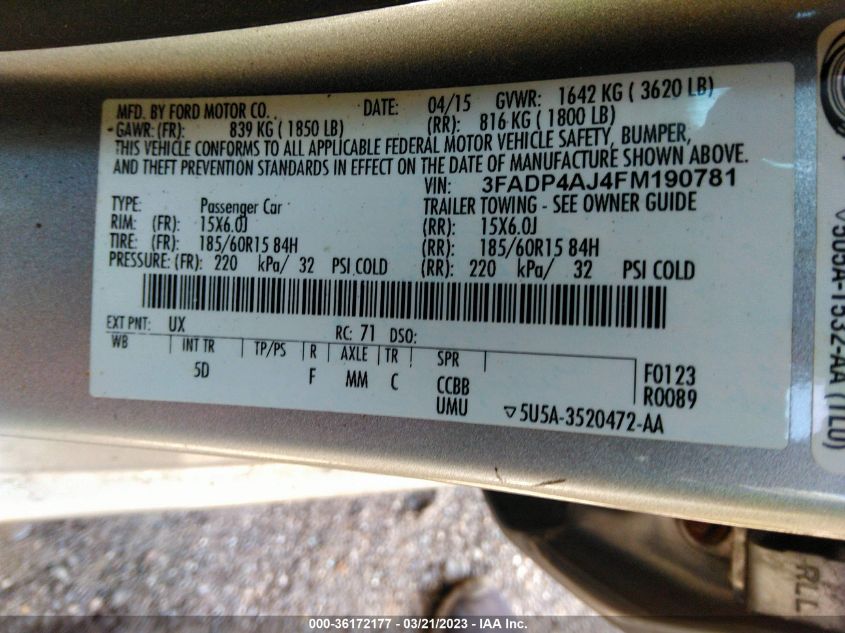 MFD. BY FORD MOTOR CO. DATE: 04/15 GVWR: 1642 KG ( 3620 LB)
GAWR: (FR): 839 KG ( 1850 LB) (RR): 816 KG ( 1800 LB)
THIS VEHICLE CONFORMS TO ALL APPLICABLE FEDERAL MOTOR VEHICLE SAFETY, BUMPER,
AND THEFT PREVENTION STANDARDS IN EFFECT ON THE DATE OF MANUFACTURE SHOWN ABOVE.
VIN: 3FADP4AJ4FM190781
TYPE: Passenger Car TRAILER TOWING - SEE OWNER GUIDE
RIM: (FR): 15X6.0J (RR): 15X6.0J
TIRE: (FR): 185/60R15 84H (RR): 185/60R15 84H
PRESSURE: (FR): 220 kPa/ 32 PSI COLD (RR): 220 kPa/ 32 PSI COLD
EXT PNT: UX RC: 71 DSO:
WB INT TR TP/PS R AXLE TR SPR
5D F MM C CCBB F0123
UMU R0089
▽5U5A-3520472-AA
▽5U5A-1532-AA (TLU)
RLL
000-36172177 — 03/21/2023 — IAA Inc.